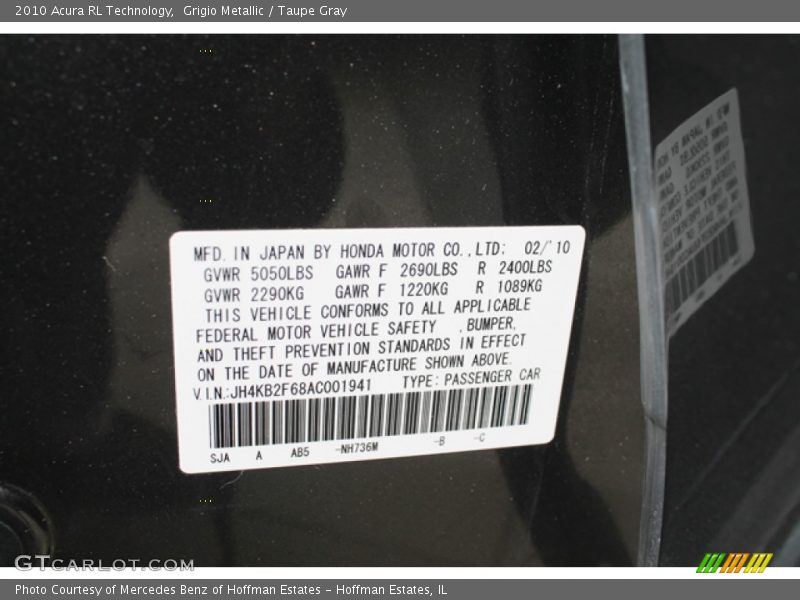 2010 Acura RL Technology,  Grigio Metallic / Taupe Gray
MFD. IN JAPAN BY HONDA MOTOR CO.,LTD: 02/'10
GVWR 5050LBS GAWR F 2690LBS R 2400LBS
GVWR 2290KG GAWR F 1220KG R 1089KG
THIS VEHICLE CONFORMS TO ALL APPLICABLE
FEDERAL MOTOR VEHICLE SAFETY ,BUMPER,
AND THEFT PREVENTION STANDARDS IN EFFECT
ON THE DATE OF MANUFACTURE SHOWN ABOVE.
V.I.N.:JH4KB2F68AC001941 TYPE: PASSENGER CAR
SJA A AB5 -NH736M -B -C
GTCarLot.com
Photo Courtesy of Mercedes Benz of Hoffman Estates - Hoffman Estates, IL